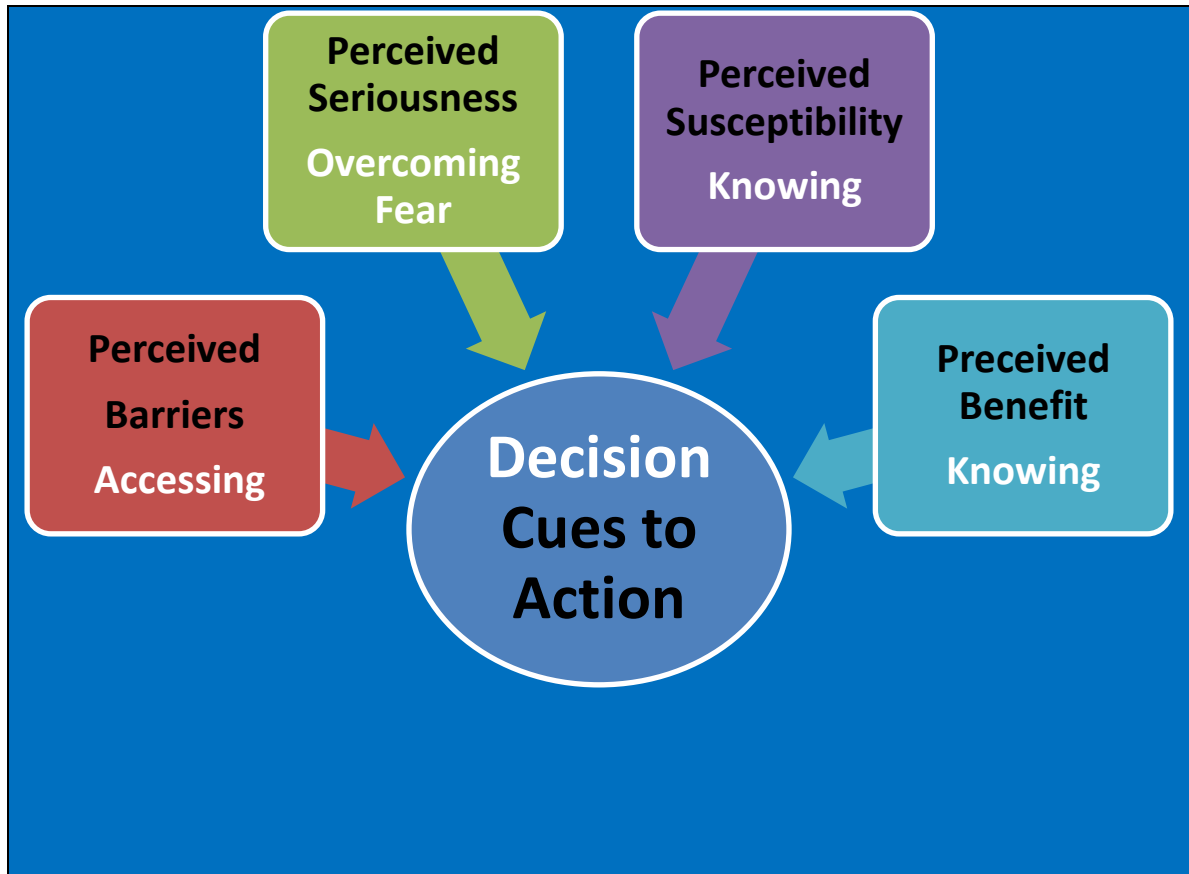 Perceived
Seriousness
Overcoming
Fear
Perceived
Susceptibility
Knowing
Perceived
Barriers
Accessing
Preceived
Benefit
Knowing
Decision
Cues to
Action